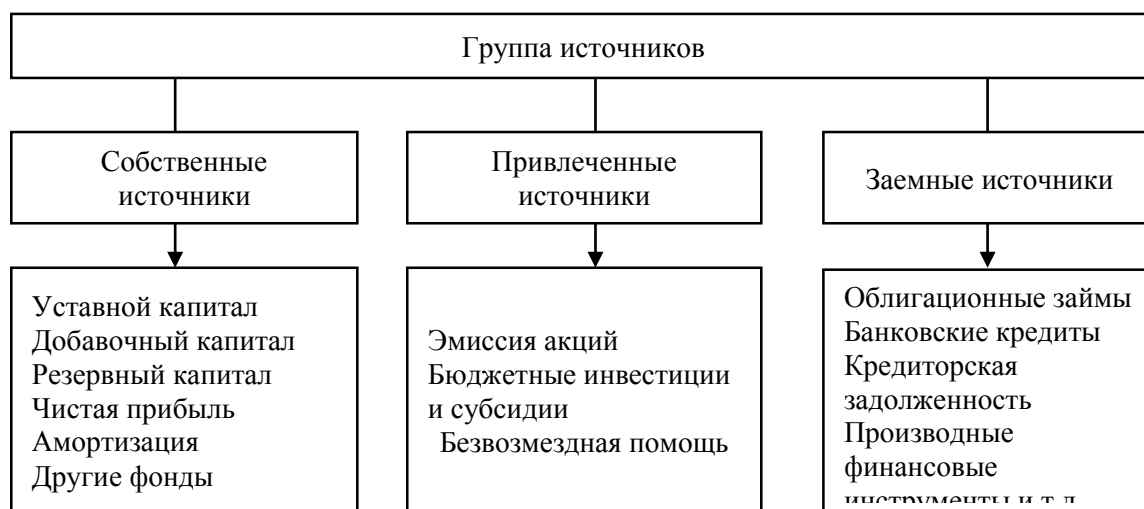 Группа источников
Собственные
источники
Привлеченные
источники
Заемные источники
Уставной капитал
Добавочный капитал
Резервный капитал
Чистая прибыль
Амортизация
Другие фонды
Эмиссия акций
Бюджетные инвестиции
и субсидии
Безвозмездная помощь
Облигационные займы
Банковские кредиты
Кредиторская
задолженность
Производные
финансовые
инструменты и т.д.